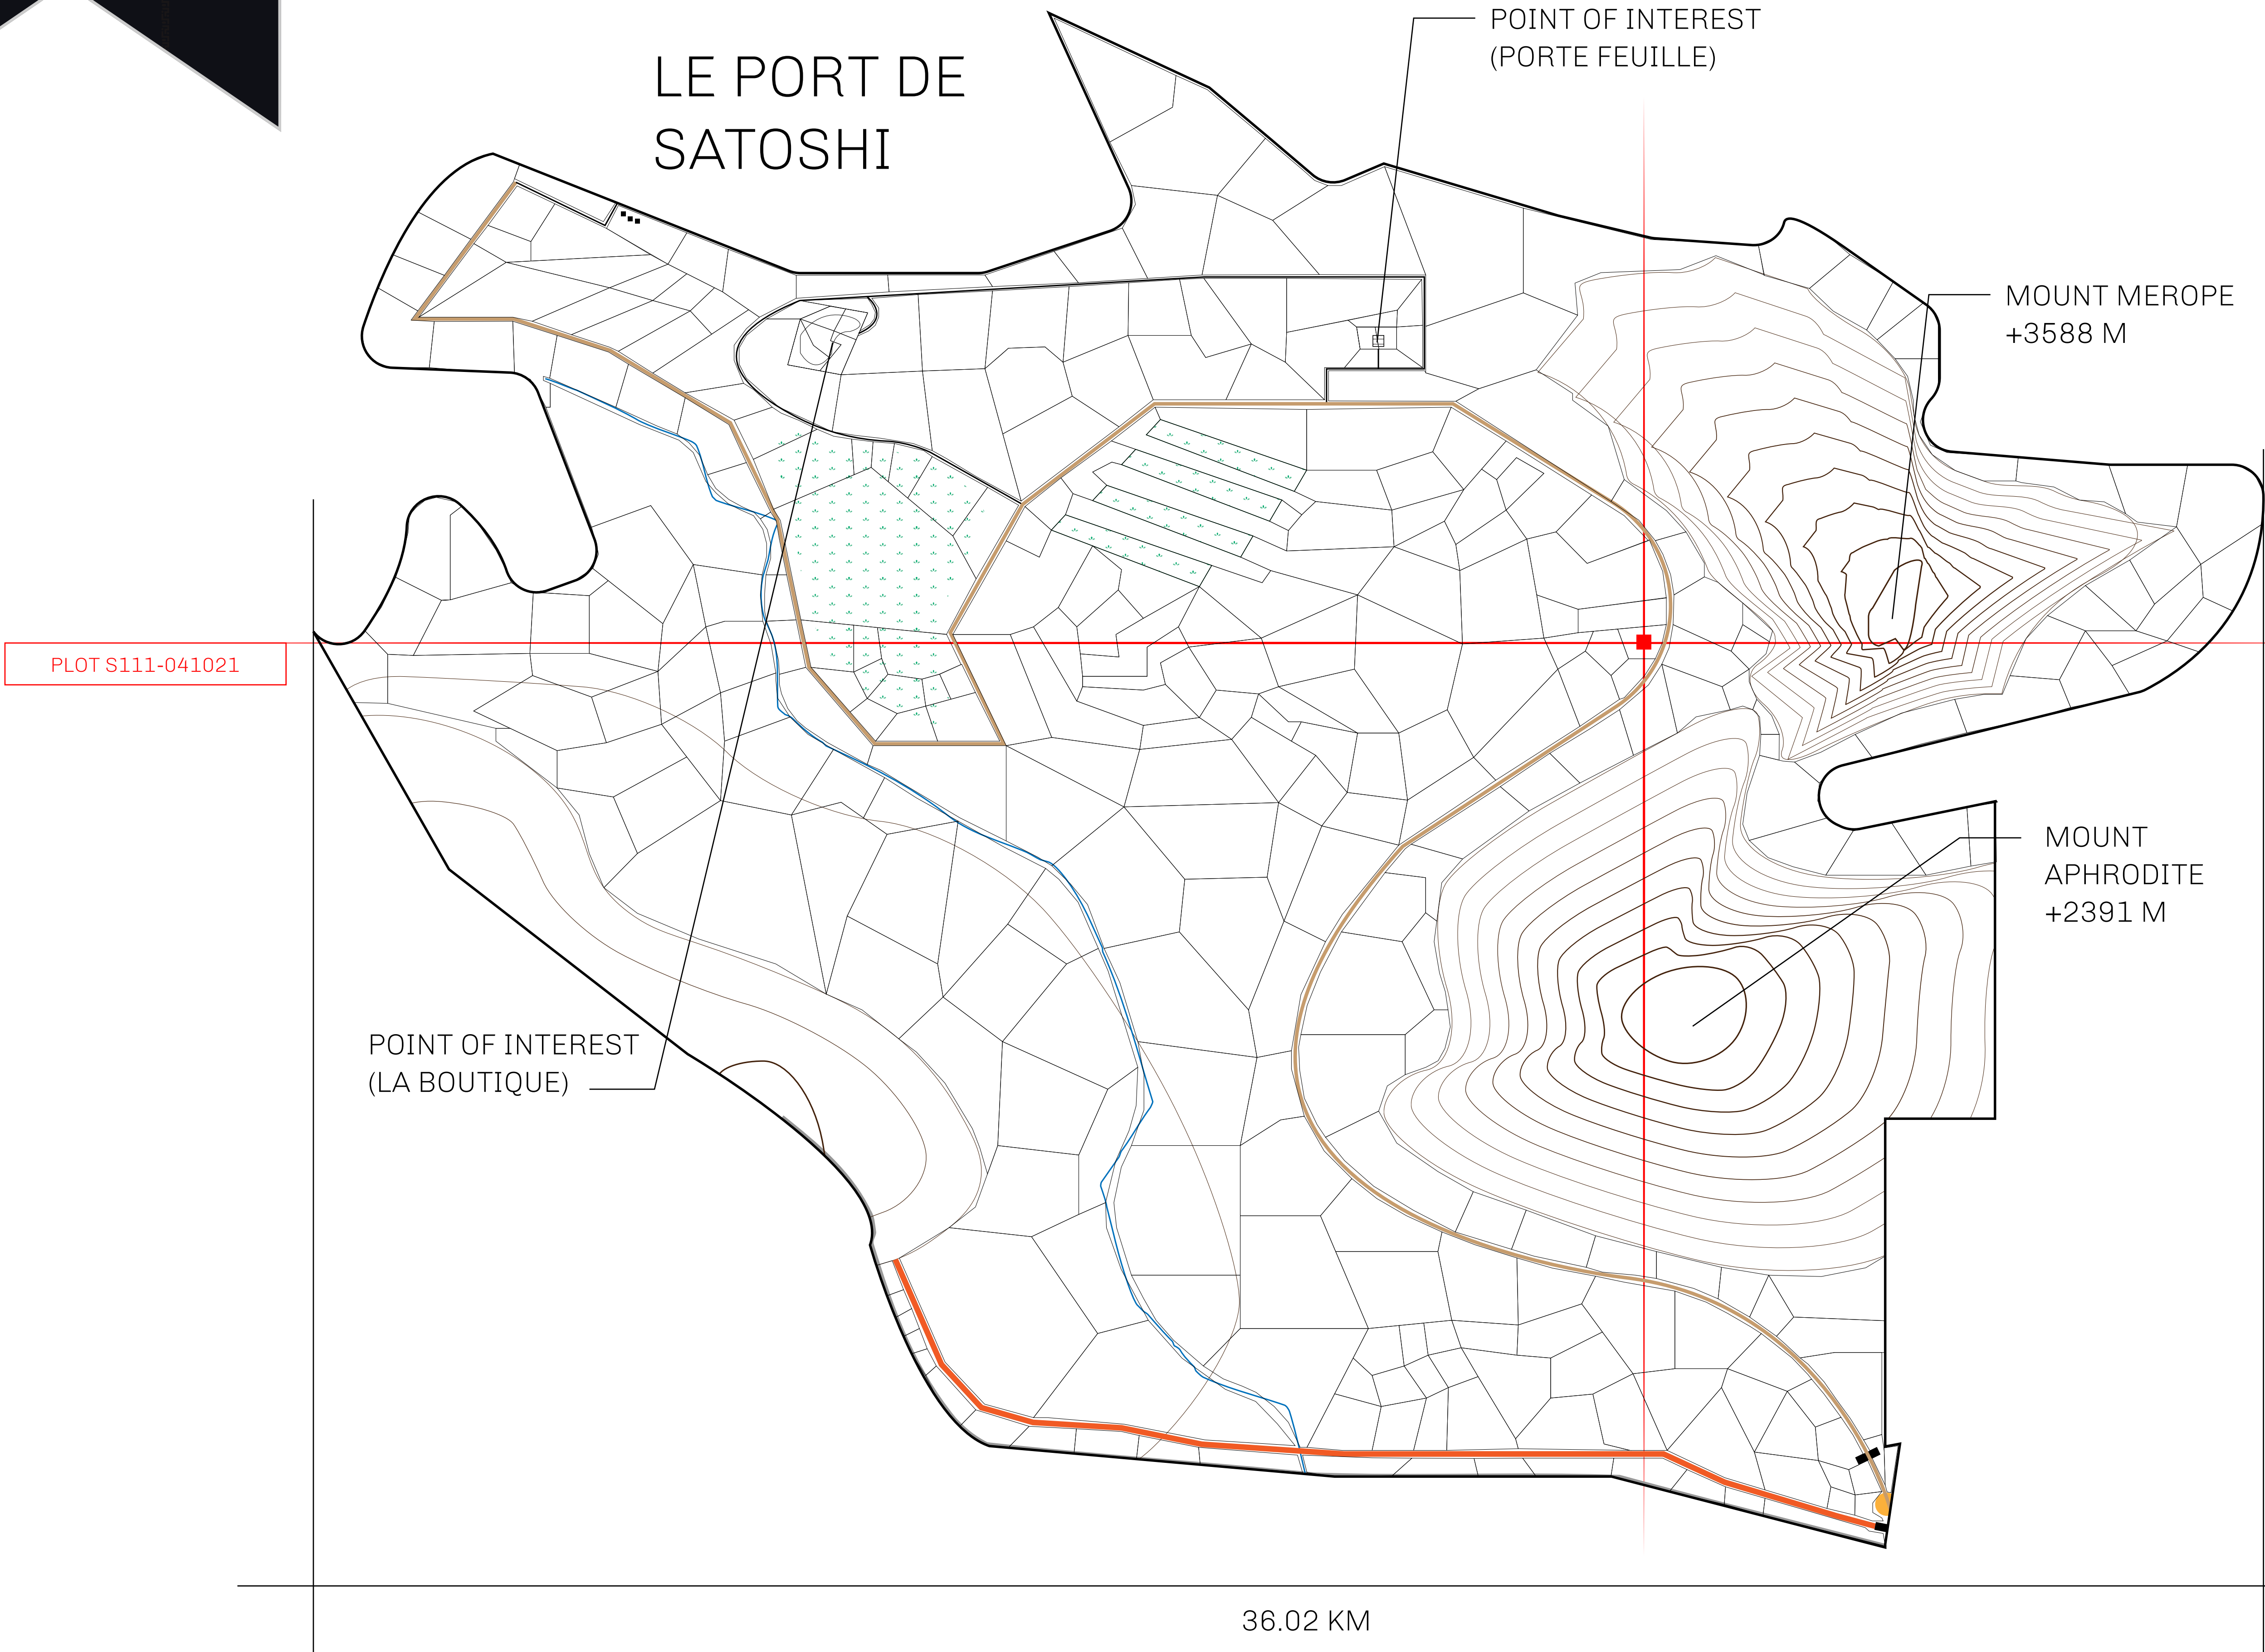 LE PORT DE
SATOSHI
POINT OF INTEREST
(PORTE FEUILLE)
MOUNT MEROPE
+3588 M
PLOT S111-041021
MOUNT
APHRODITE
+2391 M
POINT OF INTEREST
(LA BOUTIQUE)
36.02 KM